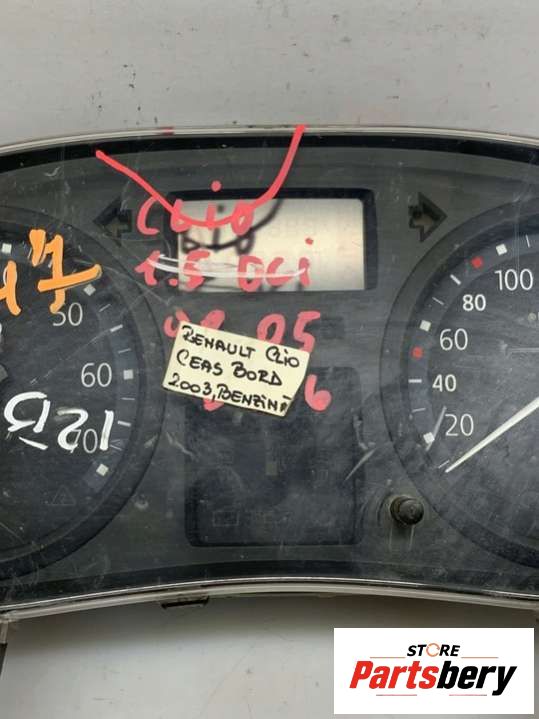 CLIO
1.5 DCI
05
6
RENAULT CLIO
CEAS BORD
2003, BENZINĂ
50
60
70
100
80
60
40
20
STORE
Partsbery